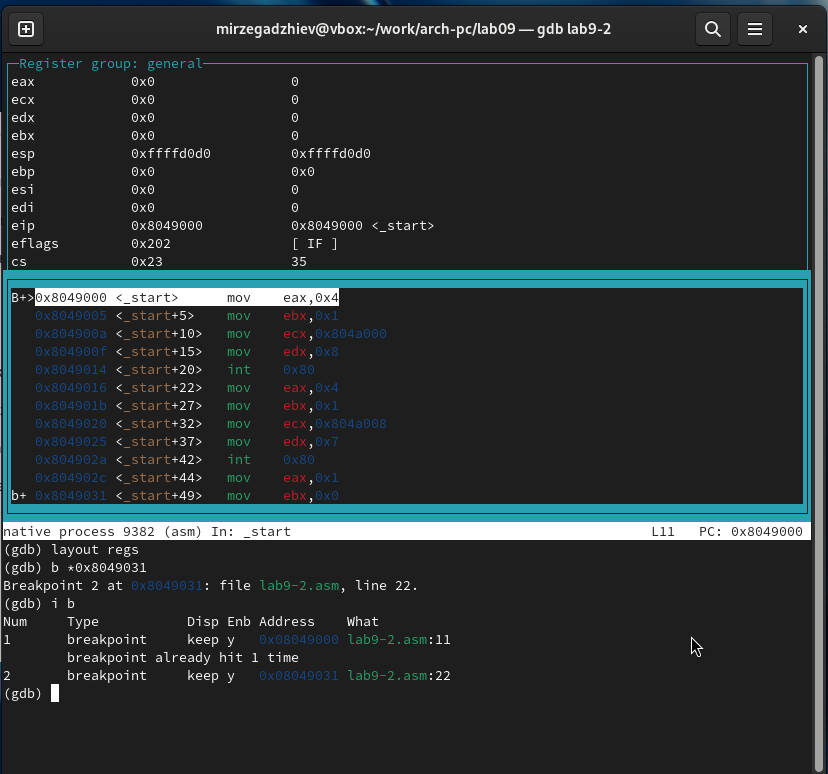 mirzegadzhiev@vbox:~/work/arch-pc/lab09 — gdb lab9-2
Register group: general
eax 0x0 0
ecx 0x0 0
edx 0x0 0
ebx 0x0 0
esp 0xffffd0d0 0xffffd0d0
ebp 0x0 0x0
esi 0x0 0
edi 0x0 0
eip 0x8049000 0x8049000 <_start>
eflags 0x202 [ IF ]
cs 0x23 35
B+>0x8049000 <_start> mov eax,0x4
0x8049005 <_start+5> mov ebx,0x1
0x804900a <_start+10> mov ecx,0x804a000
0x804900f <_start+15> mov edx,0x8
0x8049014 <_start+20> int 0x80
0x8049016 <_start+22> mov eax,0x4
0x804901b <_start+27> mov ebx,0x1
0x8049020 <_start+32> mov ecx,0x804a008
0x8049025 <_start+37> mov edx,0x7
0x804902a <_start+42> int 0x80
0x804902c <_start+44> mov eax,0x1
b+ 0x8049031 <_start+49> mov ebx,0x0
native process 9382 (asm) In: _start L11 PC: 0x8049000
(gdb) layout regs
(gdb) b *0x8049031
Breakpoint 2 at 0x8049031: file lab9-2.asm, line 22.
(gdb) i b
Num Type Disp Enb Address What
1 breakpoint keep y 0x08049000 lab9-2.asm:11
breakpoint already hit 1 time
2 breakpoint keep y 0x08049031 lab9-2.asm:22
(gdb)